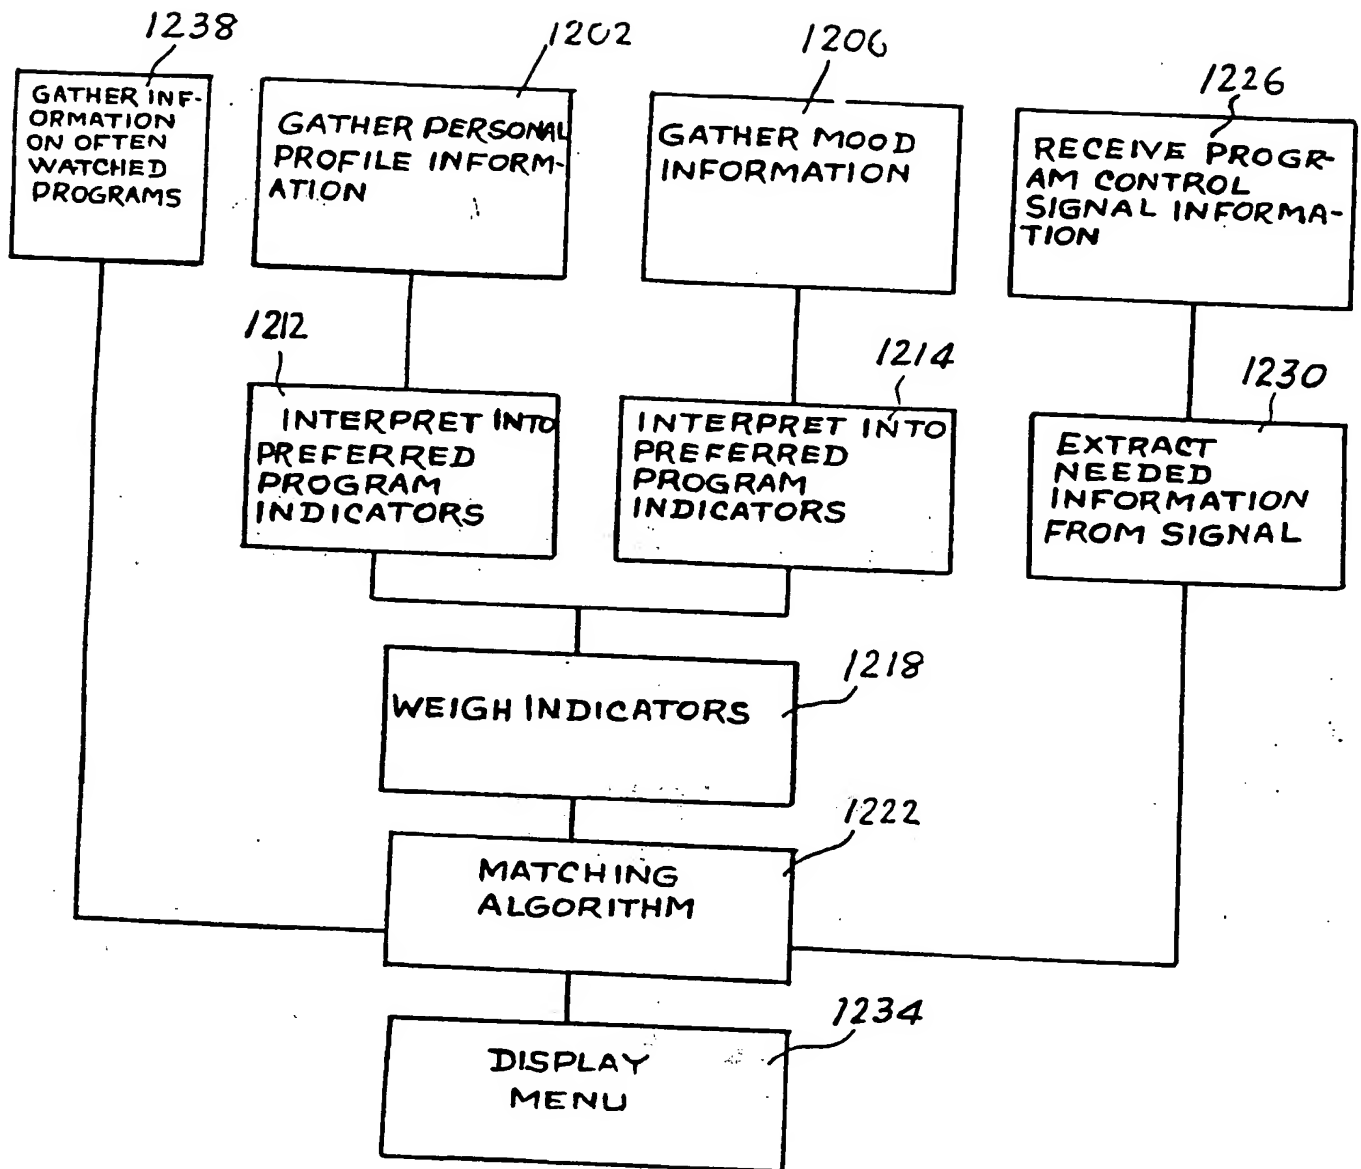 1238
GATHER INF-
ORMATION
ON OFTEN
WATCHED
PROGRAMS
1202
GATHER PERSONAL
PROFILE INFORM-
ATION
1206
GATHER MOOD
INFORMATION
1226
RECEIVE PROGR-
AM CONTROL
SIGNAL INFORMA-
TION
1212
INTERPRET INTO
PREFERRED
PROGRAM
INDICATORS
1214
INTERPRET INTO
PREFERRED
PROGRAM
INDICATORS
1230
EXTRACT
NEEDED
INFORMATION
FROM SIGNAL
1218
WEIGH INDICATORS
1222
MATCHING
ALGORITHM
1234
DISPLAY
MENU